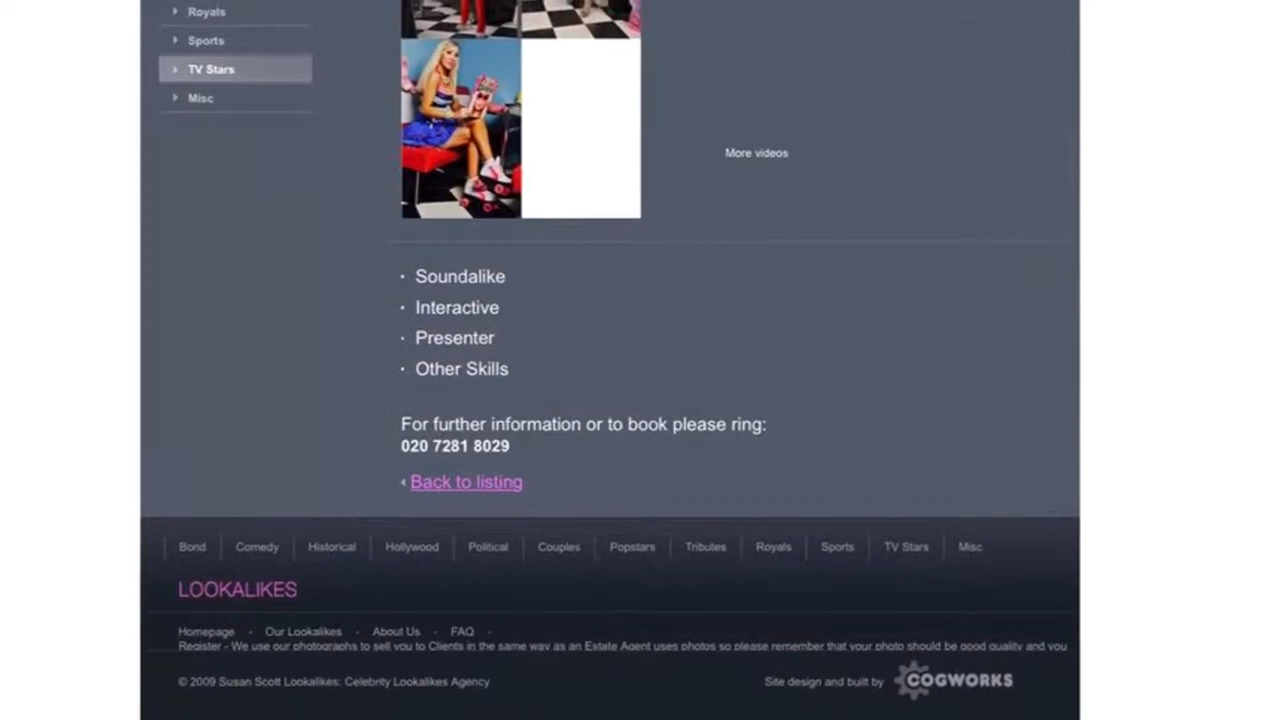 Royals
Sports
TV Stars
Misc
More videos
· Soundalike
· Interactive
· Presenter
· Other Skills
For further information or to book please ring:
020 7281 8029
Back to listing
Bond Comedy Historical Hollywood Political Couples Popstars Tributes Royals Sports TV Stars Misc
LOOKALIKES
Homepage · Our Lookalikes · About Us · FAQ ·
Register - We use our photographs to sell you to Clients in the same way as an Estate Agent uses photos so please remember that your photo should be good quality and you
© 2009 Susan Scott Lookalikes: Celebrity Lookalikes Agency
Site design and built by COGWORKS